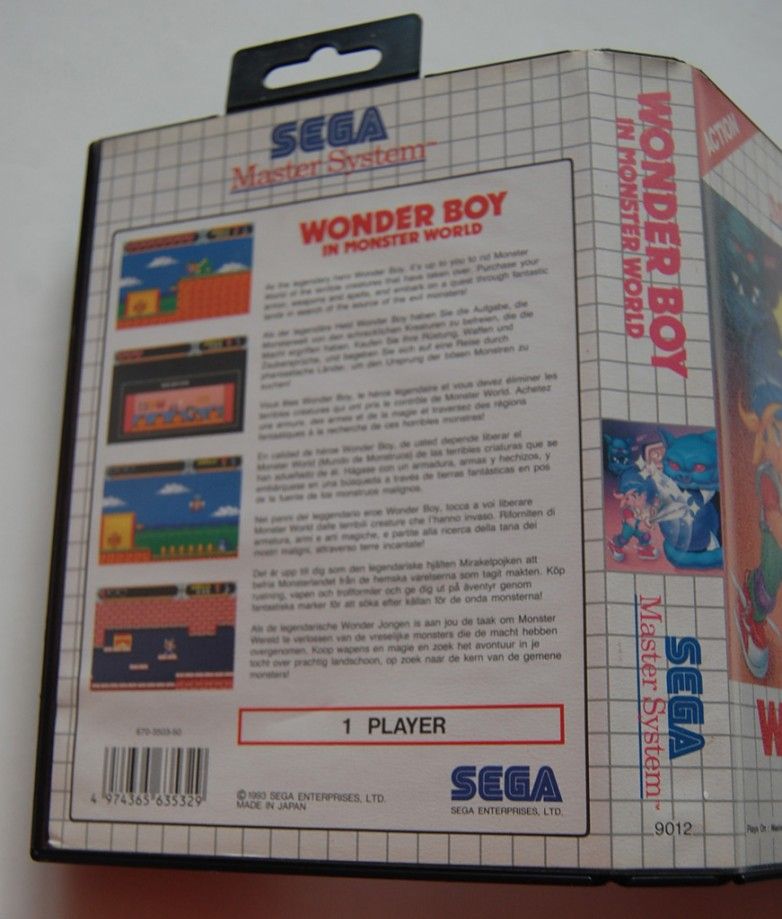 SEGA
Master System™
WONDER BOY
IN MONSTER WORLD
As the legendary hero Wonder Boy, it's up to you to rid Monster
World of the terrible creatures that have taken over. Purchase your
armor, weapons and spells, and embark on a quest through fantastic
lands in search of the source of the evil monsters!
Als der legendäre Held Wonder Boy haben Sie die Aufgabe, die
Monsterwelt von den schrecklichen Kreaturen zu befreien, die die
Macht ergriffen haben. Kaufen Sie Ihre Rüstung, Waffen und
Zaubersprüche, und begeben Sie sich auf eine Reise durch
phantastische Länder, um den Ursprung der bösen Monstren zu
suchen!
Vous êtes Wonder Boy, le héros légendaire et vous devez éliminer les
terribles créatures qui ont pris le contrôle de Monster World. Achetez
une armure, des armes et de la magie et traversez des régions
fantastiques à la recherche de ces horribles monstres!
En calidad de héroe Wonder Boy, de usted depende liberar el
Monster World (Mundo de Monstruos) de las terribles criaturas que se
han adueñado de él. Hágase con un armadura, armas y hechizos, y
embárquese en una búsqueda a través de tierras fantásticas en pos
de la fuente de los monstruos malignos.
Nei panni del leggendario eroe Wonder Boy, tocca a voi liberare
Monster World dalle terribili creature che l'hanno invaso. Rifornitevi di
armatura, armi e arti magiche, e partite alla ricerca della tana dei
mostri maligni, attraverso terre incantate!
Det är upp till dig som den legendariske hjälten Mirakelpojken att
befria Monsterlandet från de hemska varelserna som tagit makten. Köp
rustning, vapen och trollformler och ge dig ut på äventyr genom
fantastiska marker för att söka efter källan för de onda monsterna!
Als de legendarische Wonder Jongen is aan jou de taak om Monster
Wereld te verlossen van de vreselijke monsters die de macht hebben
overgenomen. Koop wapens en magie en zoek het avontuur in je
tocht over prachtig landschoon, op zoek naar de kern van de gemene
monsters!
1 PLAYER
670-3503-50
4 974365 635329
©1993 SEGA ENTERPRISES, LTD.
MADE IN JAPAN
SEGA
SEGA ENTERPRISES, LTD.
WONDER BOY
IN MONSTER WORLD
SEGA
Master System™
9012
ACTION
W
Plays On: